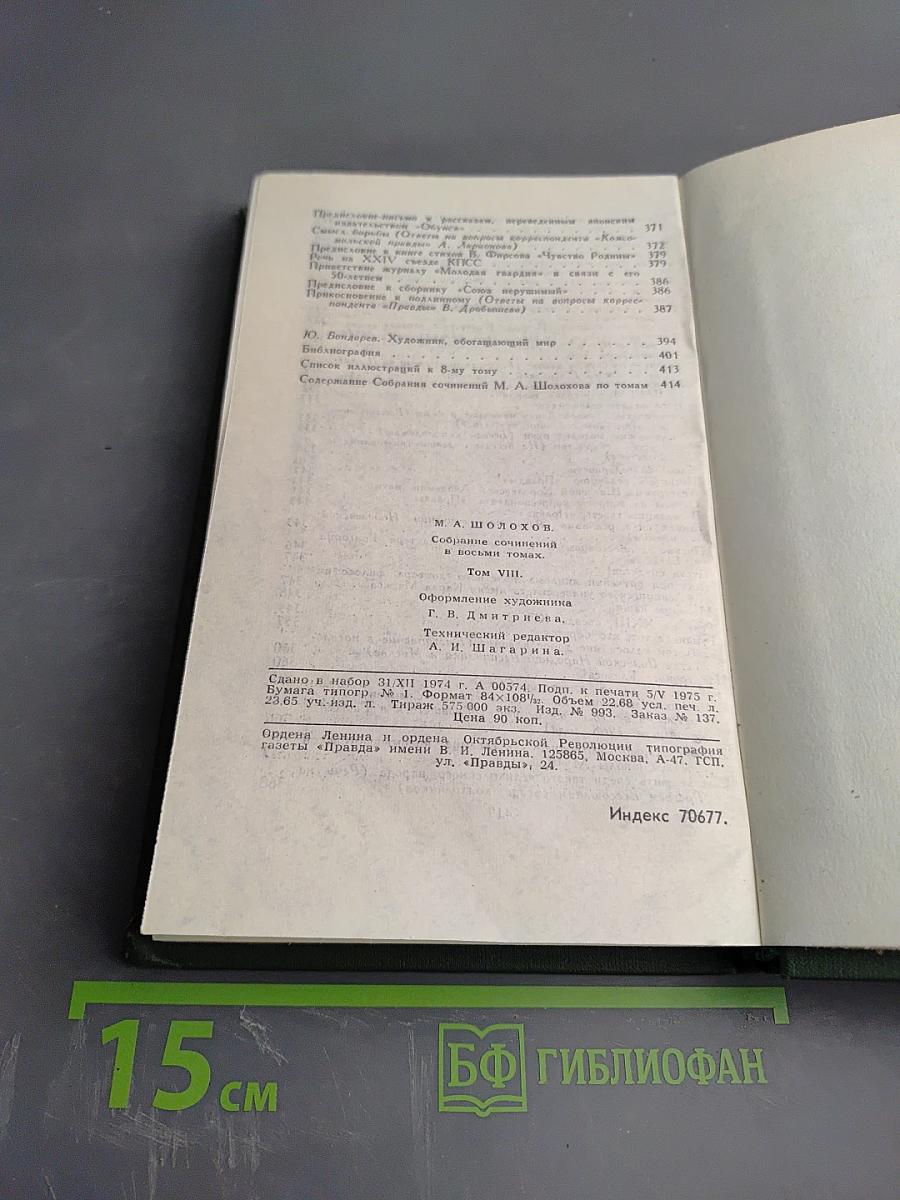 Предисловие-письмо к рассказам, переведенным японским
издательством «Обунся» . . . . . . . . 371
Смысл борьбы (Ответы на вопросы корреспондента «Комсо-
мольской правды» А. Ларионова) . . . . . . 372
Предисловие к книге стихов В. Фирсова «Чувство Родины» 379
Речь на XXIV съезде КПСС . . . . . . . . 379
Приветствие журналу «Молодая гвардия» в связи с его
50-летием . . . . . . . . . . 386
Предисловие к сборнику «Союз нерушимый» . . . . 386
Прикосновение к подлинному (Ответы на вопросы коррес-
пондента «Правды» В. Дробышева) . . . . . . 387
Ю. Бондарев. Художник, обогащающий мир . . . . . 394
Библиография . . . . . . . . . . 401
Список иллюстраций к 8-му тому . . . . . . . 413
Содержание Собрания сочинений М. А. Шолохова по томам 414
М. А. ШОЛОХОВ.
Собрание сочинений
в восьми томах.
Том VIII.
Оформление художника
Г. В. Дмитриева.
Технический редактор
А. И. Шагарина.
Сдано в набор 31/XII 1974 г. А 00574. Подп. к печати 5/V 1975 г.
Бумага типогр. № 1. Формат 84×108¹/₃₂. Объем 22,68 усл. печ. л.
23,65 уч.-изд. л. Тираж 575 000 экз. Изд. № 993. Заказ № 137.
Цена 90 коп.
Ордена Ленина и ордена Октябрьской Революции типография
газеты «Правда» имени В. И. Ленина. 125865, Москва, А-47, ГСП,
ул. «Правды», 24.
Индекс 70677.
15 см
БФ ГИБЛИОФАН